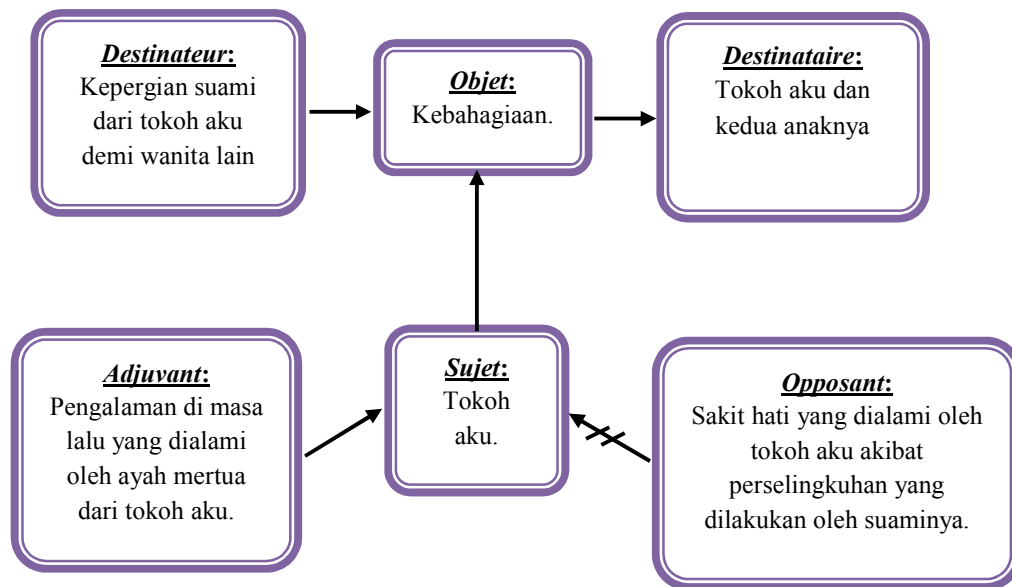 Destinateur:
Kepergian suami
dari tokoh aku
demi wanita lain
Objet:
Kebahagiaan.
Destinataire:
Tokoh aku dan
kedua anaknya
Adjuvant:
Pengalaman di masa
lalu yang dialami
oleh ayah mertua
dari tokoh aku.
Sujet:
Tokoh
aku.
Opposant:
Sakit hati yang dialami oleh
tokoh aku akibat
perselingkuhan yang
dilakukan oleh suaminya.